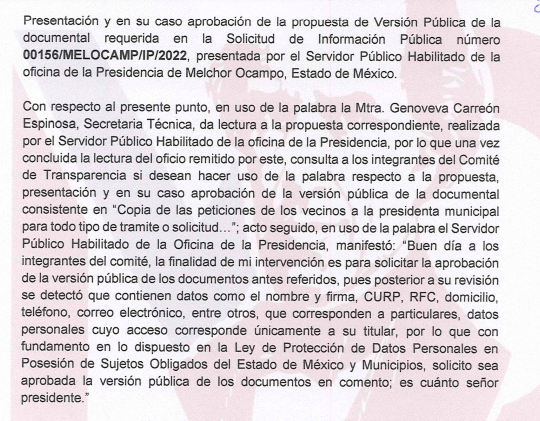 Presentación y en su caso aprobación de la propuesta de Versión Pública de la
documental requerida en la Solicitud de Información Pública número
00156/MELOCAMP/IP/2022, presentada por el Servidor Público Habilitado de la
oficina de la Presidencia de Melchor Ocampo, Estado de México.
Con respecto al presente punto, en uso de la palabra la Mtra. Genoveva Carreón
Espinosa, Secretaria Técnica, da lectura a la propuesta correspondiente, realizada
por el Servidor Público Habilitado de la oficina de la Presidencia, por lo que una vez
concluida la lectura del oficio remitido por este, consulta a los integrantes del Comité
de Transparencia si desean hacer uso de la palabra respecto a la propuesta,
presentación y en su caso aprobación de la versión pública de la documental
consistente en “Copia de las peticiones de los vecinos a la presidenta municipal
para todo tipo de tramite o solicitud...”; acto seguido, en uso de la palabra el Servidor
Público Habilitado de la Oficina de la Presidencia, manifestó: “Buen día a los
integrantes del comité, la finalidad de mi intervención es para solicitar la aprobación
de la versión pública de los documentos antes referidos, pues posterior a su revisión
se detectó que contienen datos como el nombre y firma, CURP, RFC, domicilio,
teléfono, correo electrónico, entre otros, que corresponden a particulares, datos
personales cuyo acceso corresponde únicamente a su titular, por lo que con
fundamento en lo dispuesto en la Ley de Protección de Datos Personales en
Posesión de Sujetos Obligados del Estado de México y Municipios, solicito sea
aprobada la versión pública de los documentos en comento; es cuánto señor
presidente.”